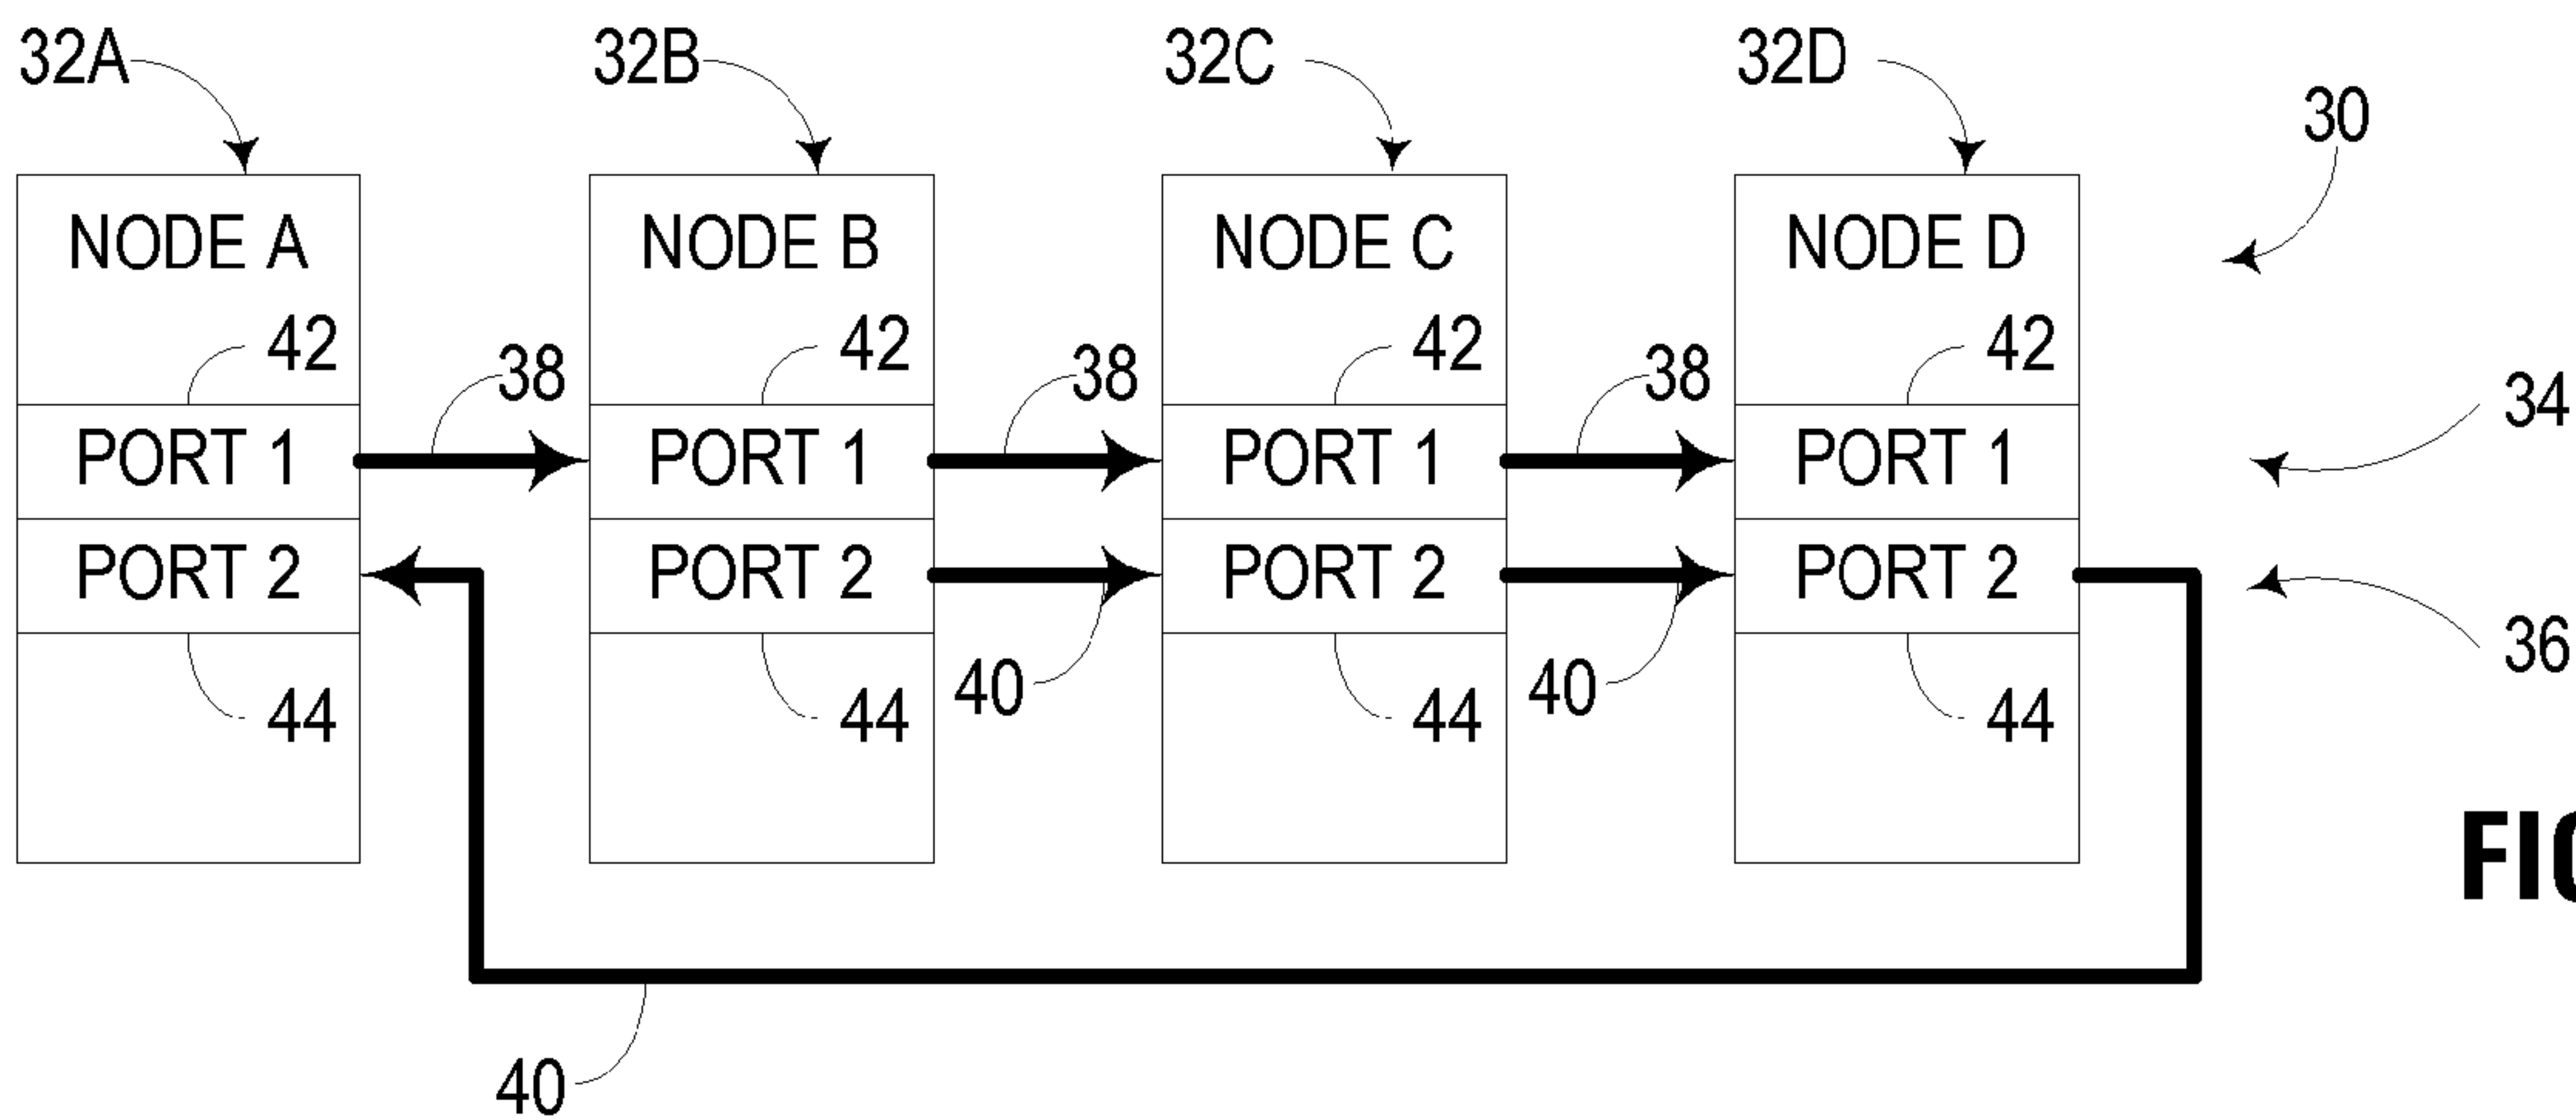 32A 32B 32C 32D
30
NODE A NODE B NODE C NODE D
42 42 42 42
38 38 38
34
PORT 1 PORT 1 PORT 1 PORT 1
PORT 2 PORT 2 PORT 2 PORT 2
36
40 40
44 44 44 44
40